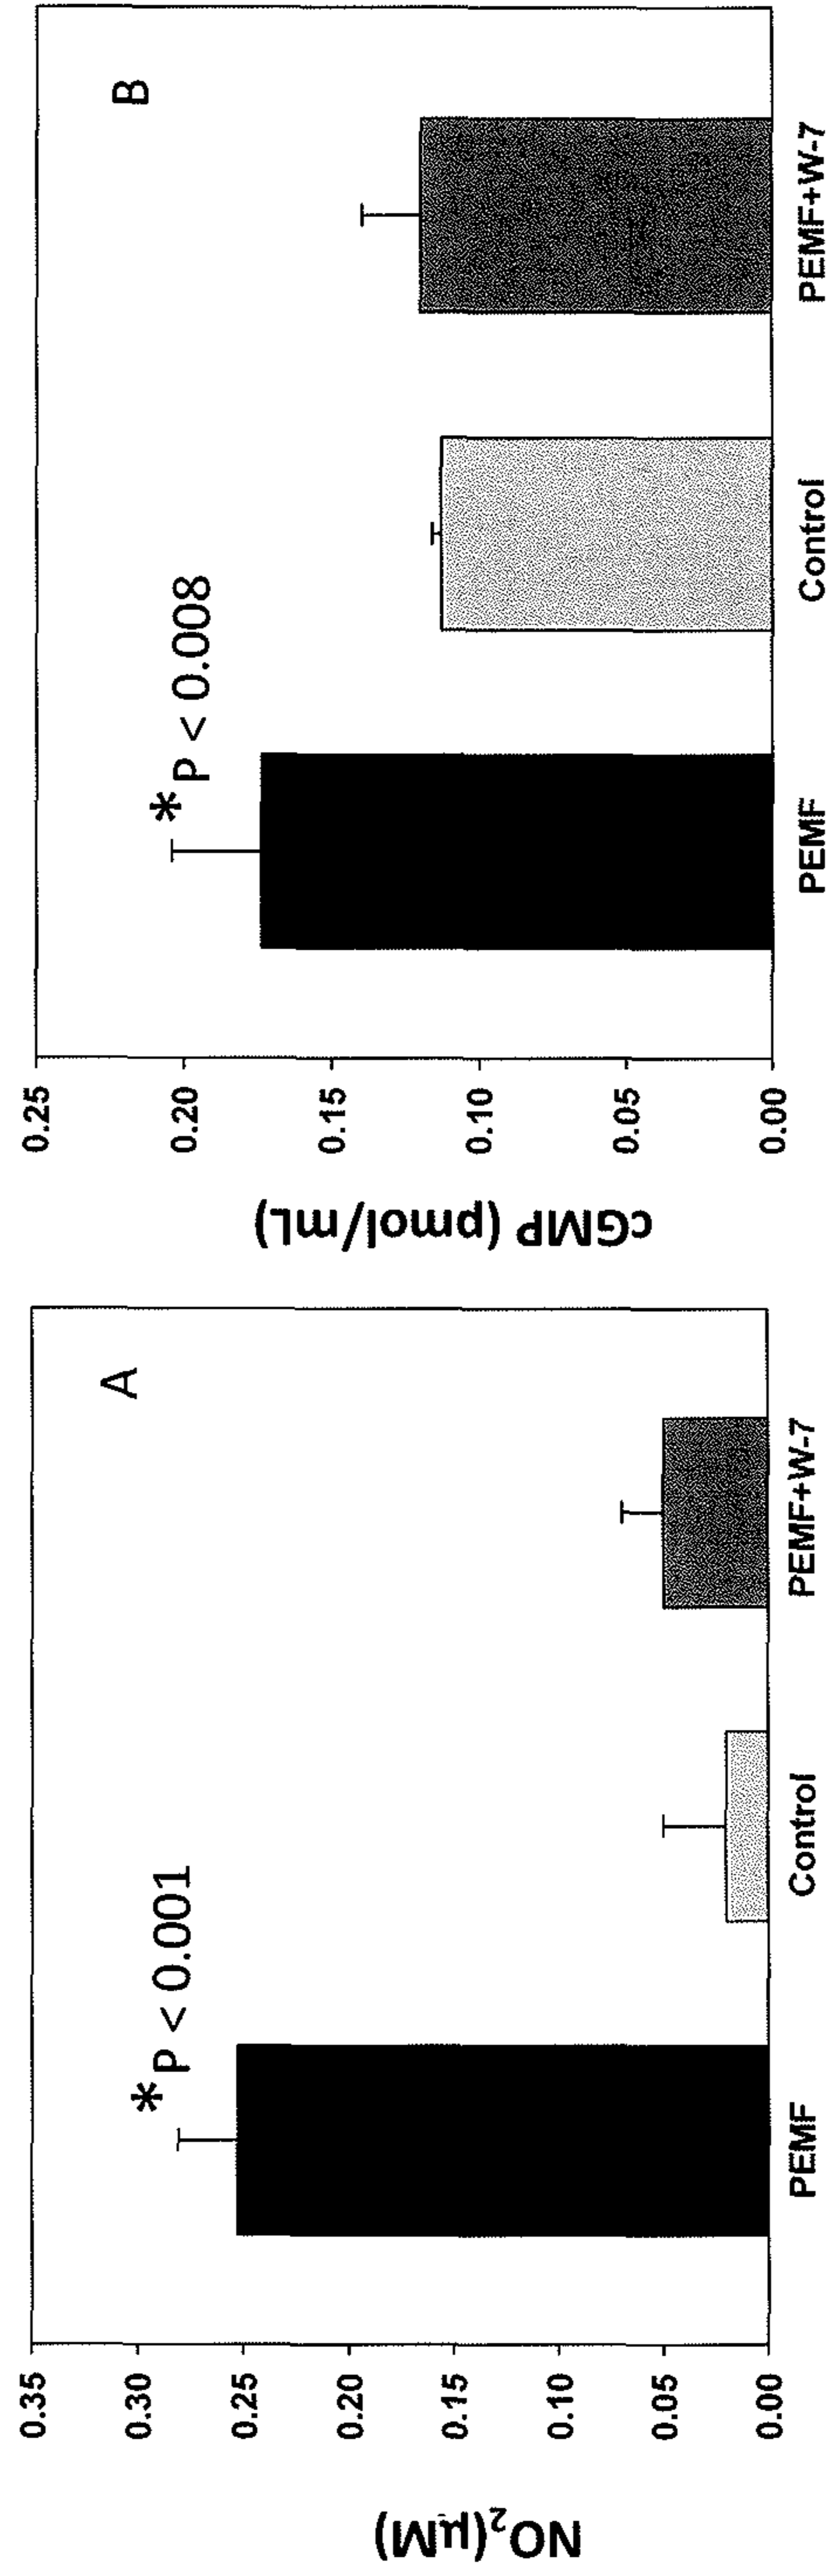 A
NO₂(µM)
0.35
0.30
0.25
0.20
0.15
0.10
0.05
0.00
*P < 0.001
PEMF Control PEMF+W-7
B
cGMP (pmol/mL)
0.25
0.20
0.15
0.10
0.05
0.00
*P < 0.008
PEMF Control PEMF+W-7